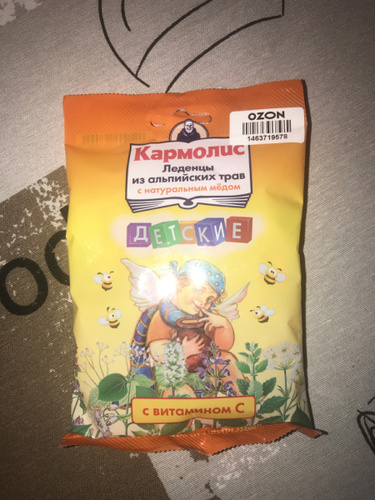 OZON
1463719578
Кармолис
Леденцы
из альпийских трав
с натуральным мёдом
ДЕТСКИЕ
с витамином С